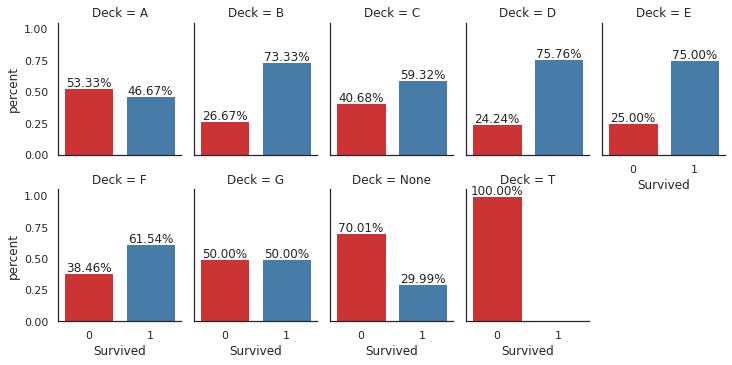 Deck = A
Deck = B
Deck = C
Deck = D
Deck = E
percent
1.00
0.75
0.50
0.25
0.00
53.33%
46.67%
26.67%
73.33%
40.68%
59.32%
24.24%
75.76%
25.00%
75.00%
0
1
Survived
Deck = F
Deck = G
Deck = None
Deck = T
percent
1.00
0.75
0.50
0.25
0.00
38.46%
61.54%
50.00%
50.00%
70.01%
29.99%
100.00%
0
1
0
1
0
1
0
1
Survived
Survived
Survived
Survived